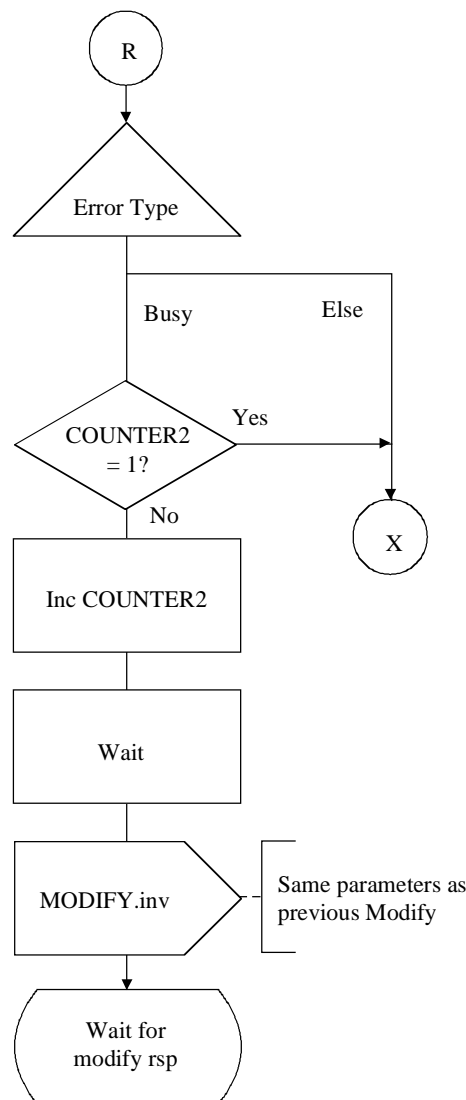 R
Error Type
Busy
Else
COUNTER2
= 1?
Yes
No
X
Inc COUNTER2
Wait
MODIFY.inv
Same parameters as
previous Modify
Wait for
modify rsp